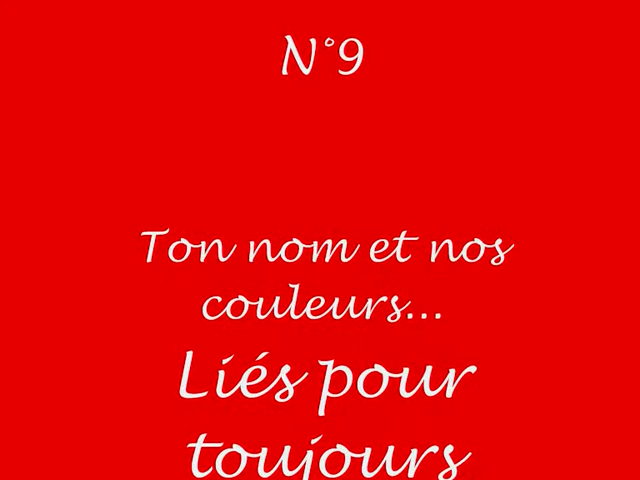 N°9
Ton nom et nos
couleurs...
Liés pour
toujours